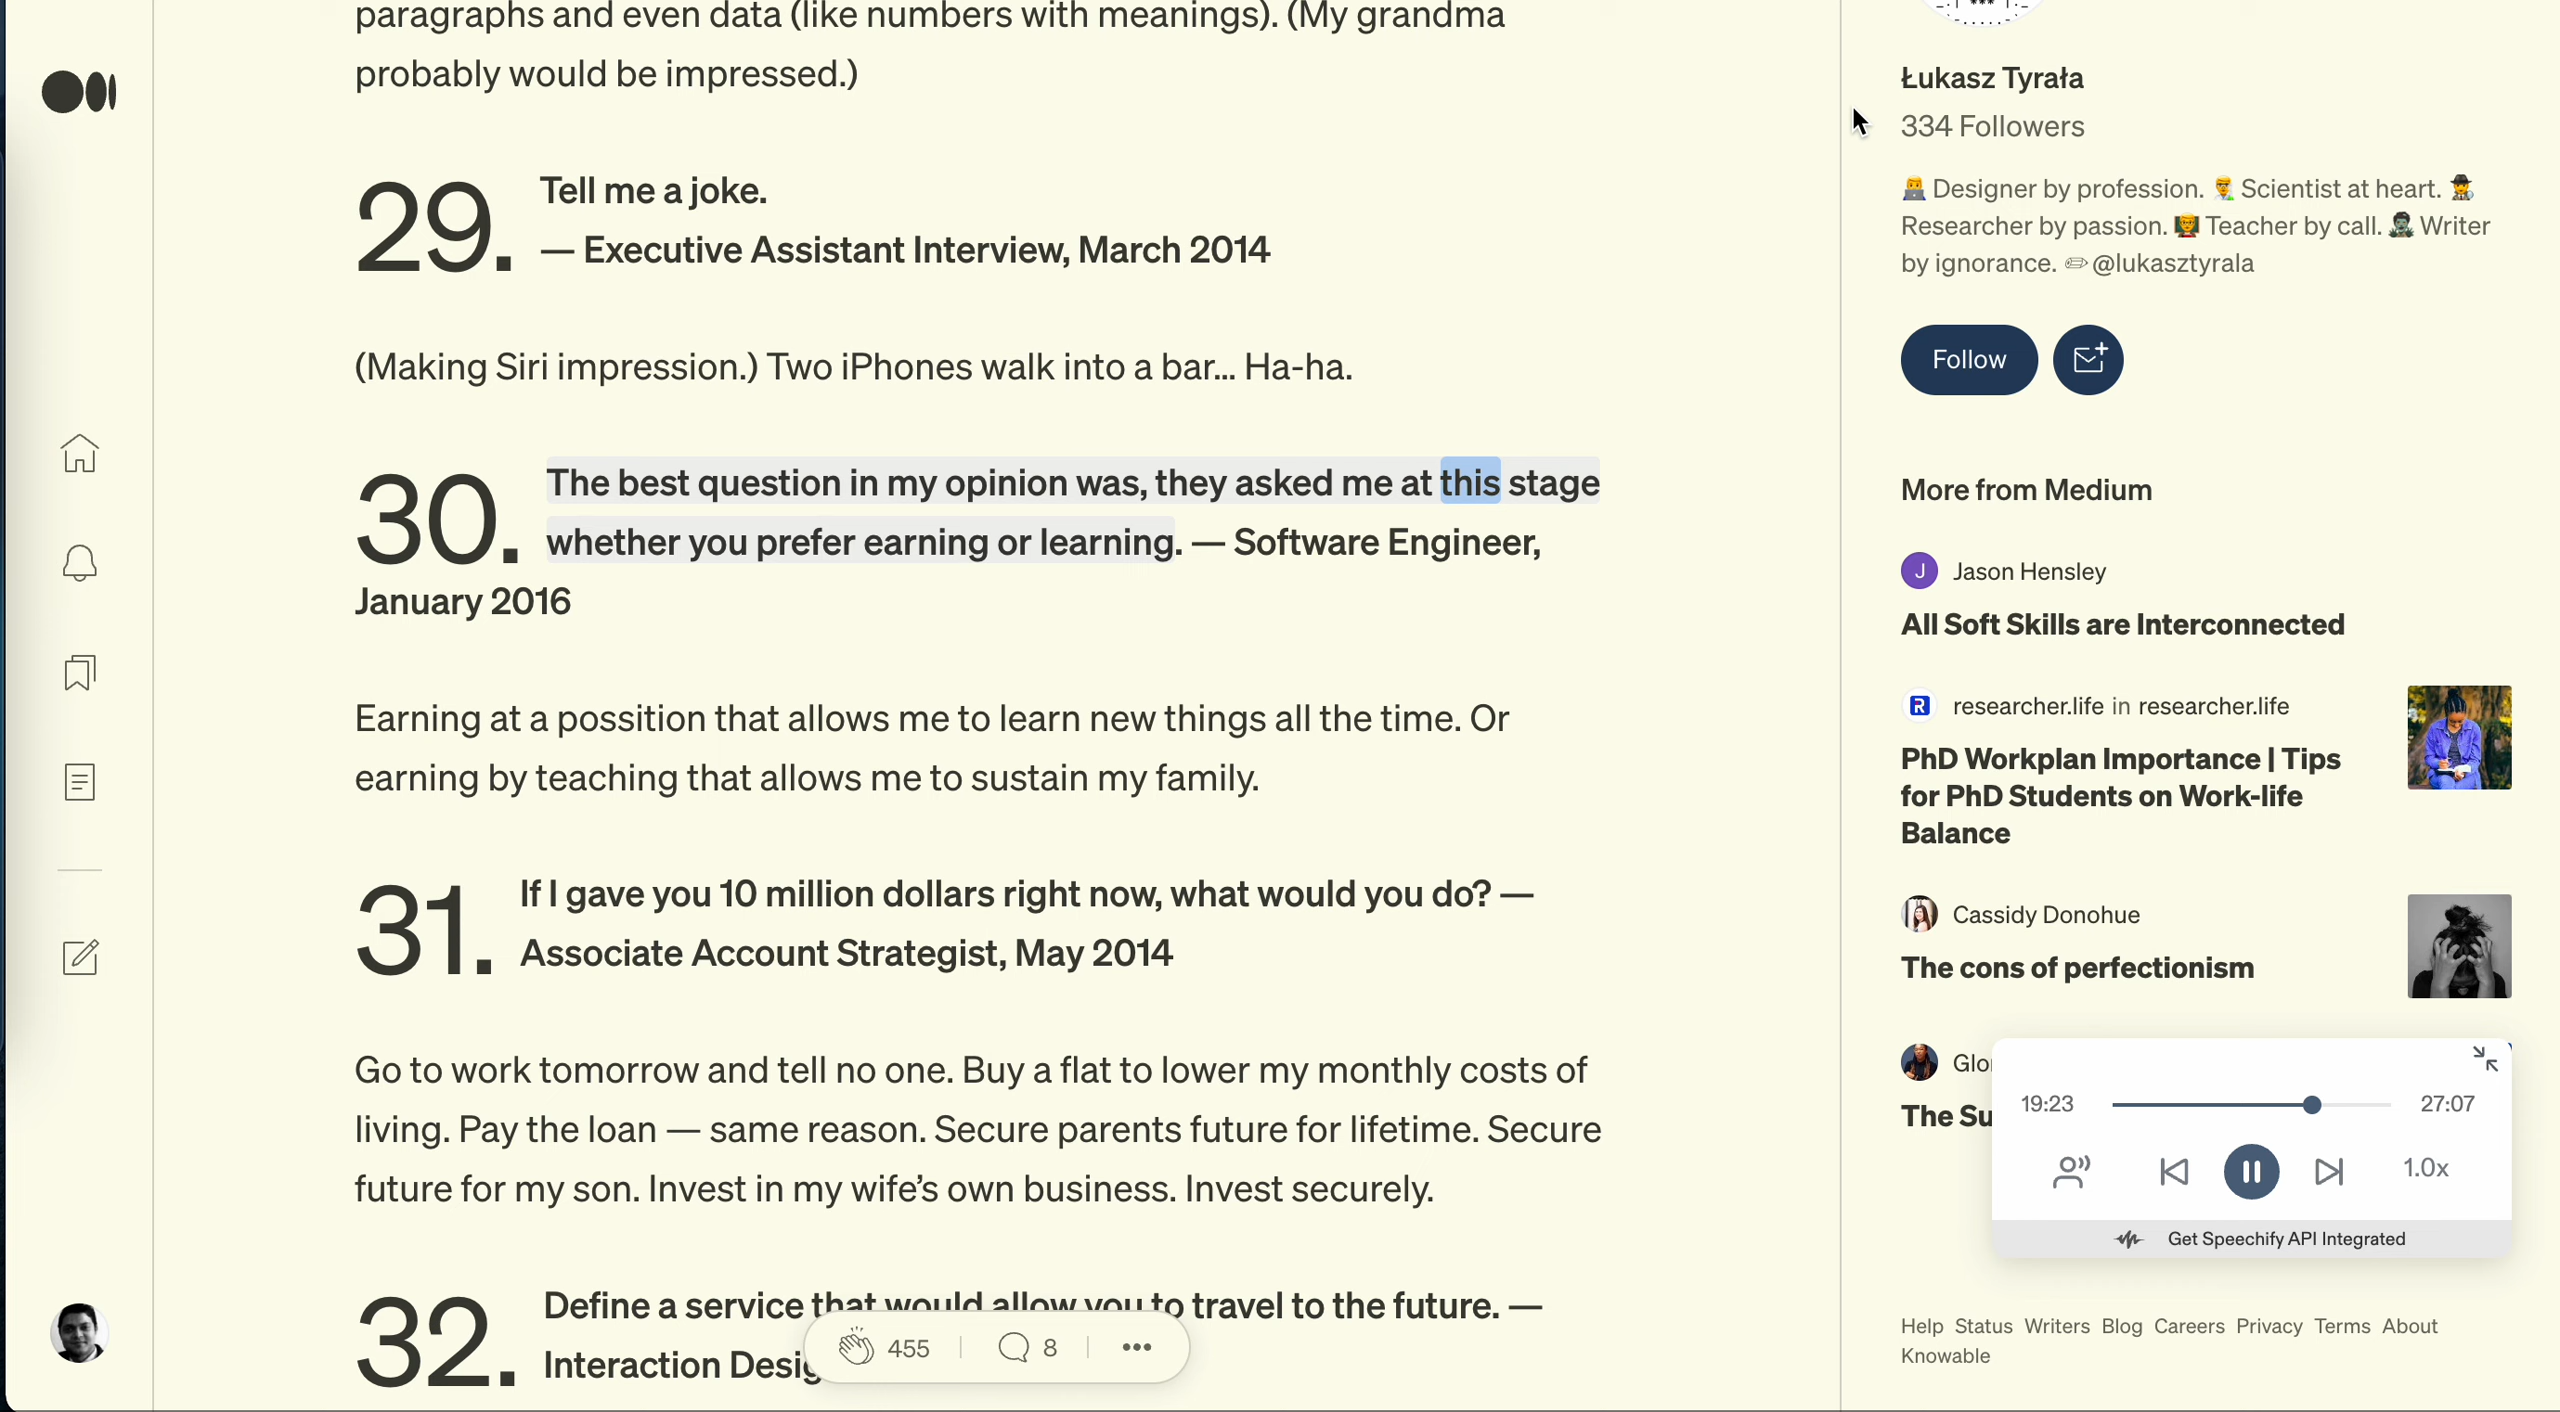 paragraphs and even data (like numbers with meanings). (My grandma
probably would be impressed.)
29. Tell me a joke.
— Executive Assistant Interview, March 2014
(Making Siri impression.) Two iPhones walk into a bar... Ha-ha.
30. The best question in my opinion was, they asked me at this stage
whether you prefer earning or learning. — Software Engineer,
January 2016
Earning at a possition that allows me to learn new things all the time. Or
earning by teaching that allows me to sustain my family.
31. If I gave you 10 million dollars right now, what would you do? —
Associate Account Strategist, May 2014
Go to work tomorrow and tell no one. Buy a flat to lower my monthly costs of
living. Pay the loan — same reason. Secure parents future for lifetime. Secure
future for my son. Invest in my wife's own business. Invest securely.
32. Define a service that would allow you to travel to the future. —
Interaction Desig
455
8
Łukasz Tyrała
334 Followers
Designer by profession. Scientist at heart.
Researcher by passion. Teacher by call. Writer
by ignorance. ✏ @lukasztyrala
Follow
More from Medium
J Jason Hensley
All Soft Skills are Interconnected
R researcher.life in researcher.life
PhD Workplan Importance | Tips
for PhD Students on Work-life
Balance
Cassidy Donohue
The cons of perfectionism
Glo
The Su
19:23
27:07
1.0x
Get Speechify API Integrated
Help Status Writers Blog Careers Privacy Terms About
Knowable